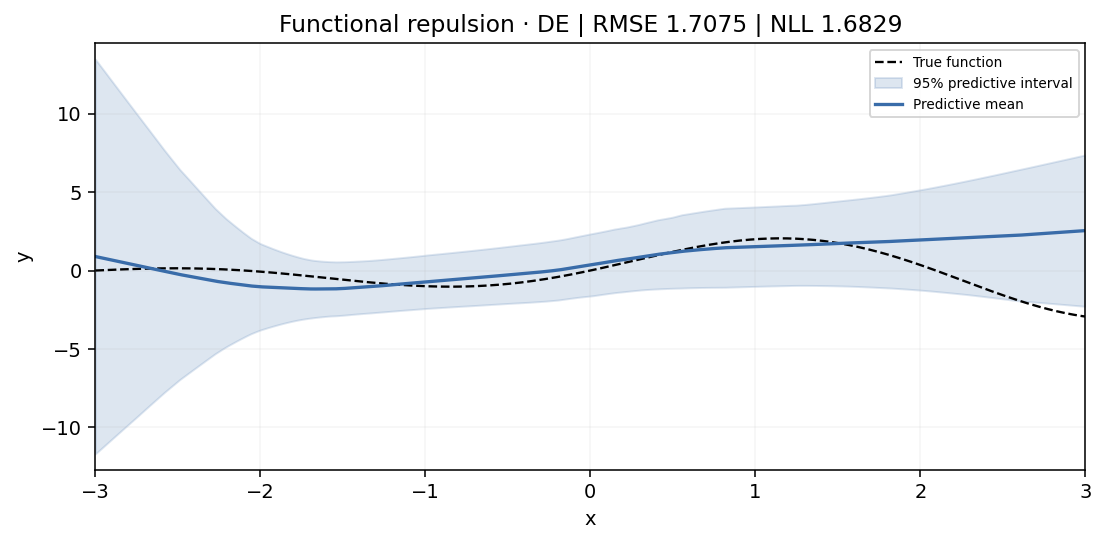 Functional repulsion · DE | RMSE 1.7075 | NLL 1.6829
True function
95% predictive interval
Predictive mean
10
5
0
−5
−10
y
−3 −2 −1 0 1 2 3
x